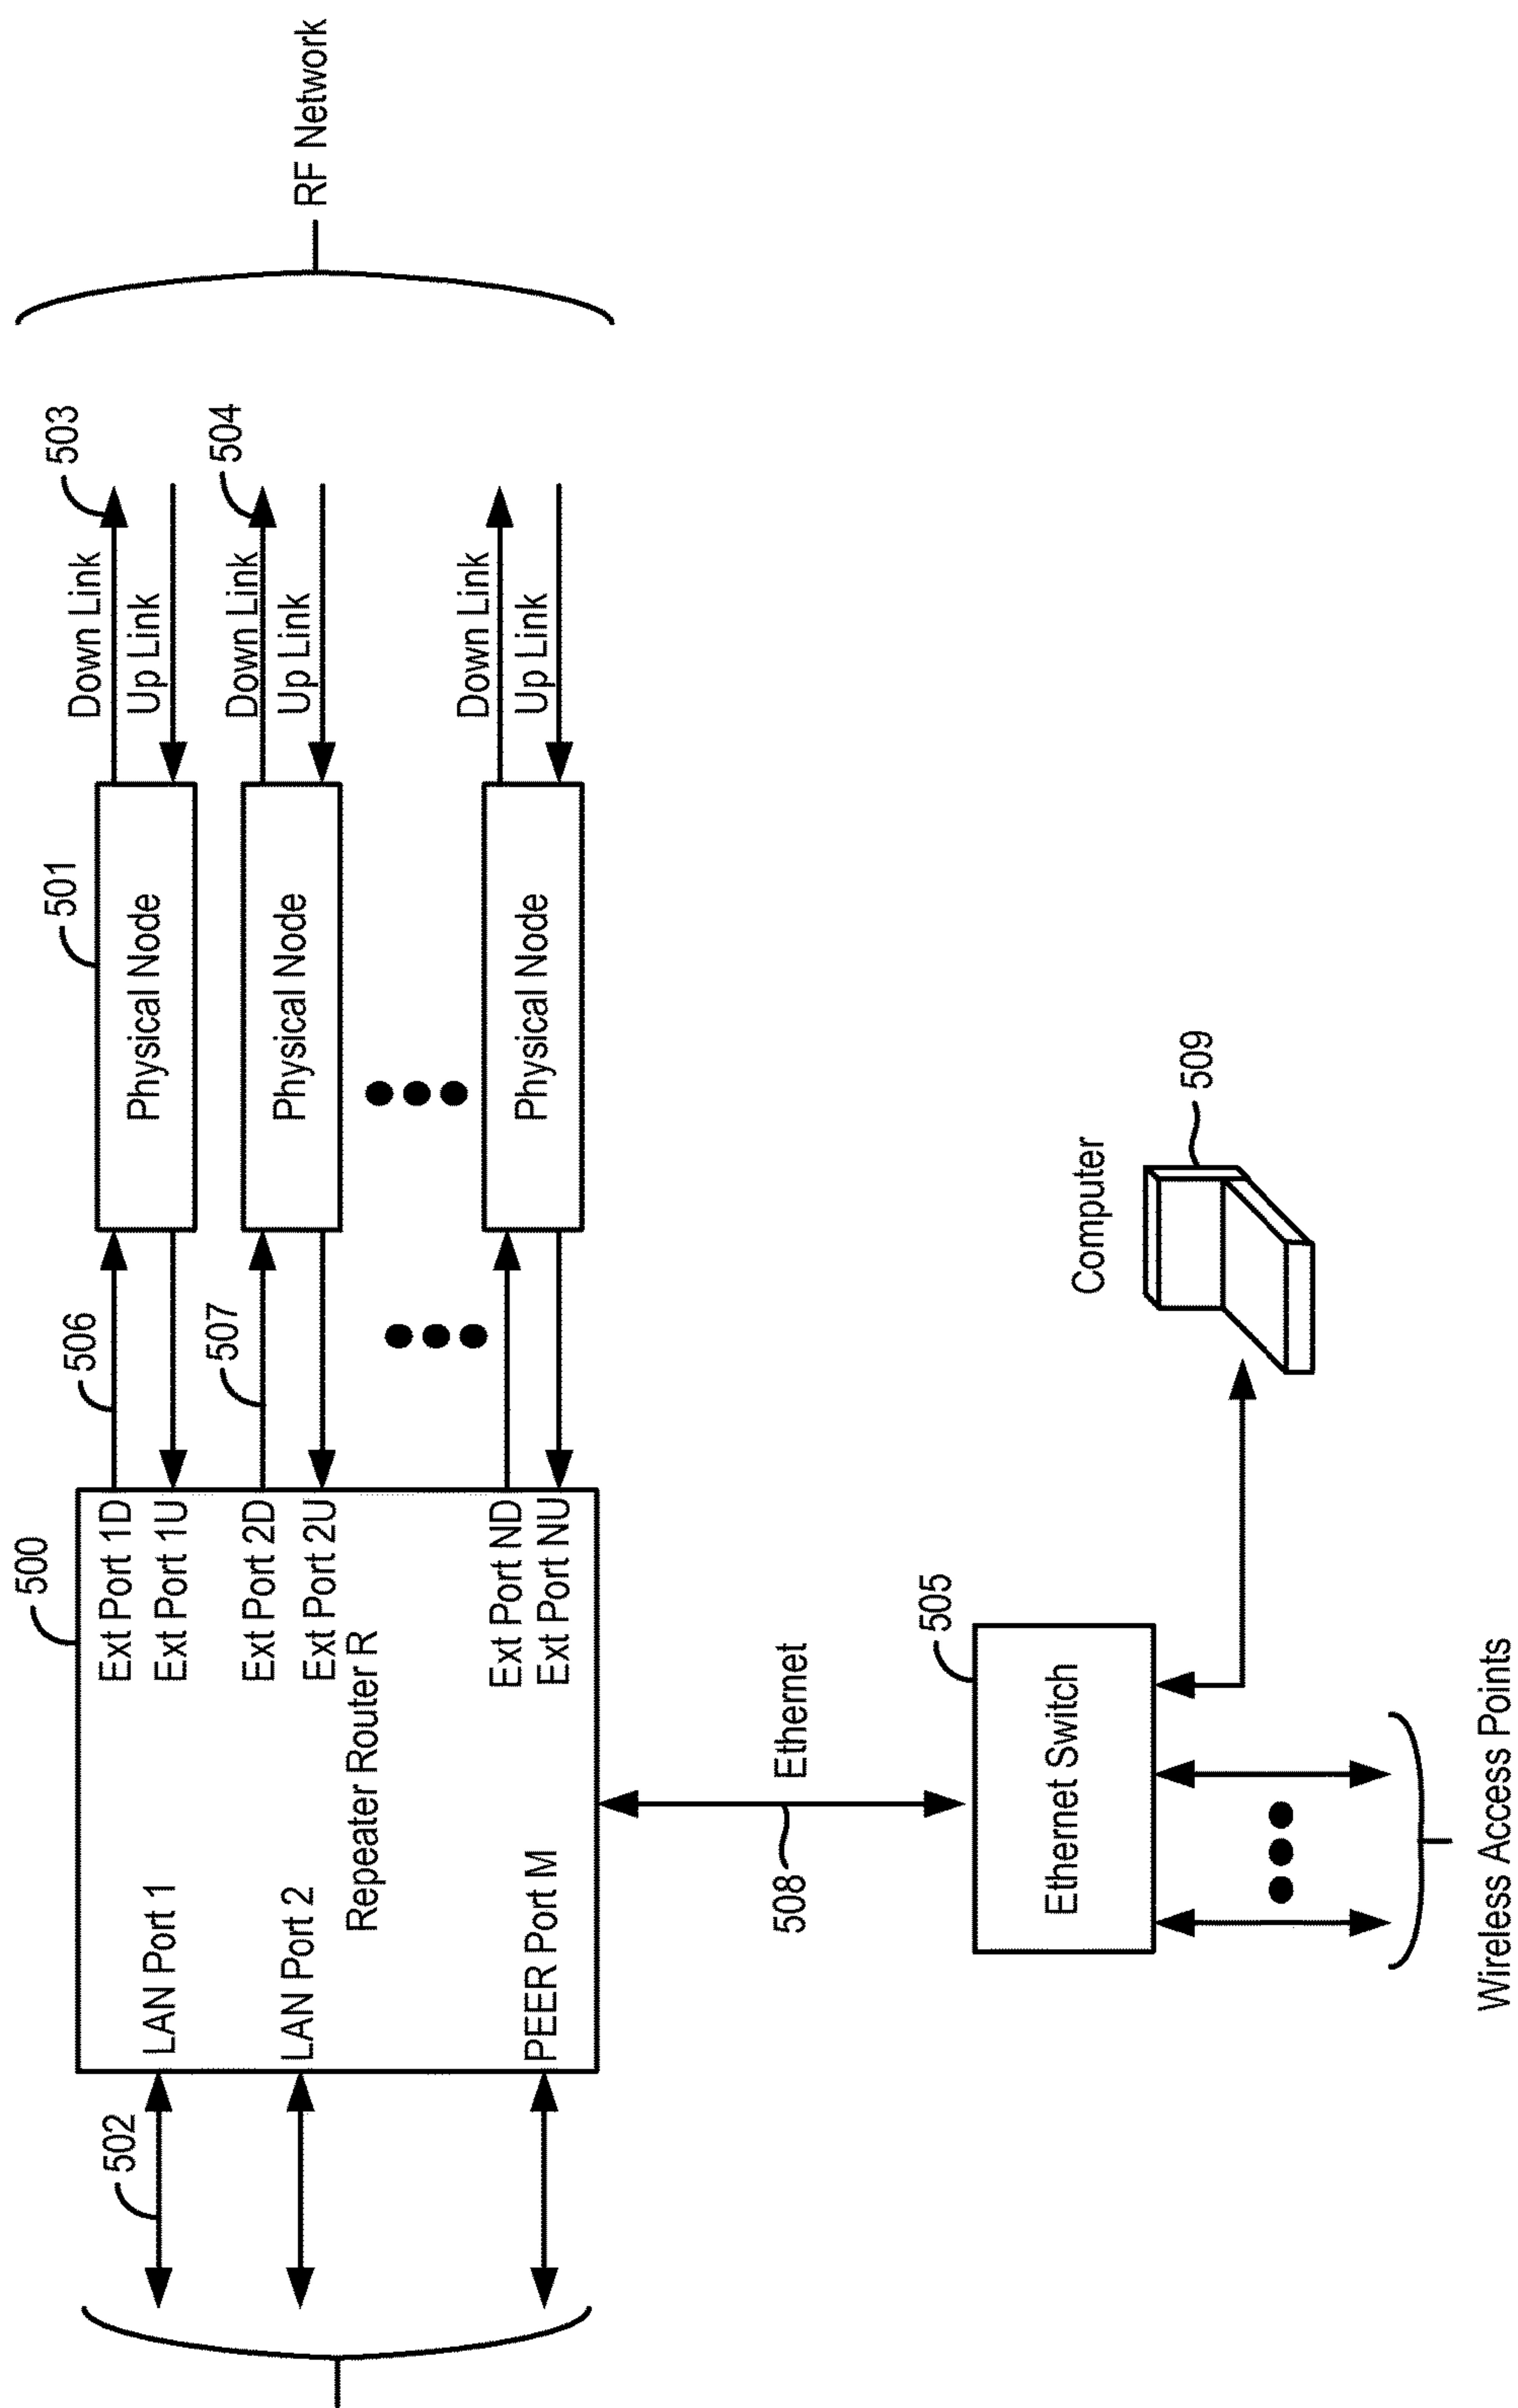 500
501
503
506
LAN Port 1
Ext Port 1D
Physical Node
Down Link
502
Ext Port 1U
Up Link
504
507
LAN Port 2
Ext Port 2D
Physical Node
Down Link
Ext Port 2U
Up Link
RF Network
Repeater Router R
PEER Port M
Ext Port ND
Physical Node
Down Link
Ext Port NU
Up Link
508
Ethernet
505
Ethernet Switch
Computer
509
Wireless Access Points